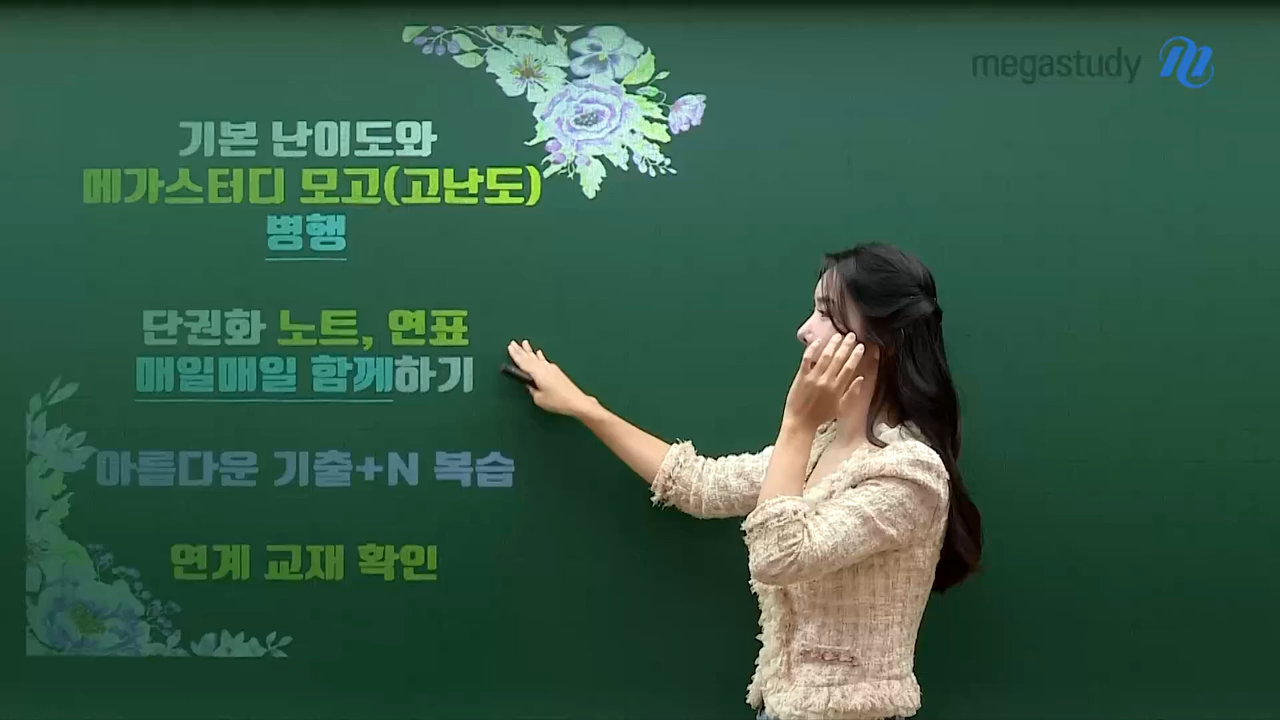 megastudy
기본 난이도와
메가스터디 모고(고난도)
병행
단권화 노트, 연표
매일매일 함께하기
아름다운 기출+N 복습
연계 교재 확인